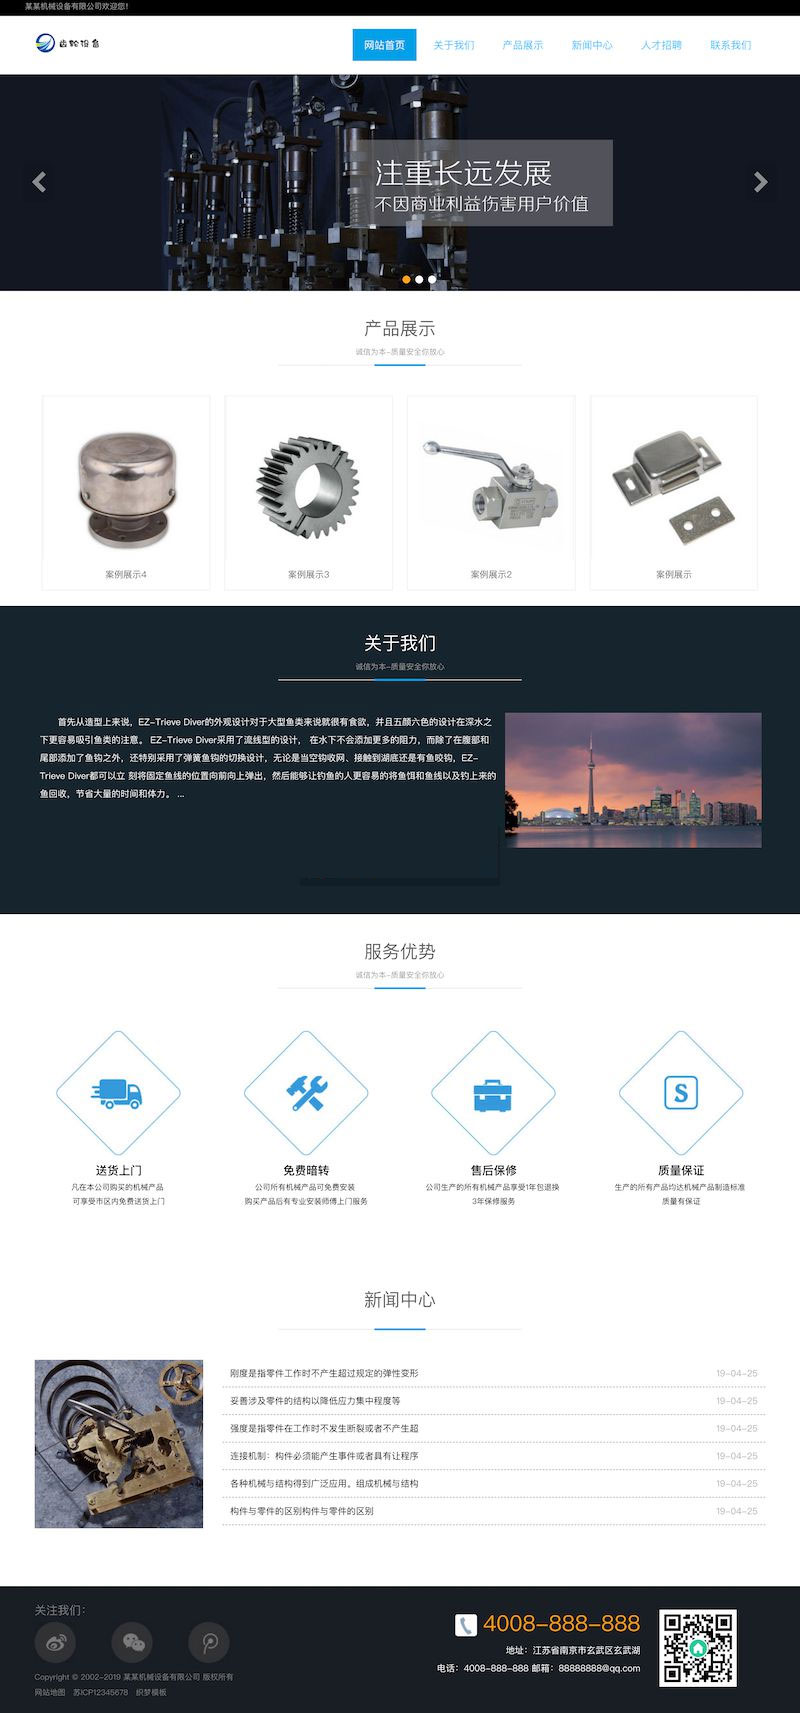 某某机械设备有限公司欢迎您！
齿轮设备
网站首页 关于我们 产品展示 新闻中心 人才招聘 联系我们
注重长远发展
不因商业利益伤害用户价值
产品展示
诚信为本-质量安全你放心
案例展示4 案例展示3 案例展示2 案例展示
关于我们
诚信为本-质量安全你放心
首先从造型上来说，EZ-Trieve Diver的外观设计对于大型鱼类来说就很有食欲，并且五颜六色的设计在深水之
下更容易吸引鱼类的注意。 EZ-Trieve Diver采用了流线型的设计， 在水下不会添加更多的阻力，而除了在腹部和
尾部添加了鱼钩之外，还特别采用了弹簧鱼钩的切换设计，无论是当空钩收网、接触到湖底还是有鱼咬钩，EZ-
Trieve Diver都可以立 刻将固定鱼线的位置向前向上弹出，然后能够让钓鱼的人更容易的将鱼饵和鱼线以及钓上来的
鱼回收，节省大量的时间和体力。 ...
服务优势
诚信为本-质量安全你放心
S
送货上门 免费暗转 售后保修 质量保证
凡在本公司购买的机械产品 公司所有机械产品可免费安装 公司生产的所有机械产品享受1年包退换 生产的所有产品均达机械产品制造标准
可享受市区内免费送货上门 购买产品后有专业安装师傅上门服务 3年保修服务 质量有保证
新闻中心
刚度是指零件工作时不产生超过规定的弹性变形 19-04-25
妥善涉及零件的结构以降低应力集中程度等 19-04-25
强度是指零件在工作时不发生断裂或者不产生超 19-04-25
连接机制：构件必须能产生事件或者具有让程序 19-04-25
各种机械与结构得到广泛应用。组成机械与结构 19-04-25
构件与零件的区别构件与零件的区别 19-04-25
关注我们：
4008-888-888
地址：江苏省南京市玄武区玄武湖
电话：4008-888-888 邮箱：88888888@qq.com
Copyright © 2002-2019 某某机械设备有限公司 版权所有
网站地图 苏ICP12345678 织梦模板